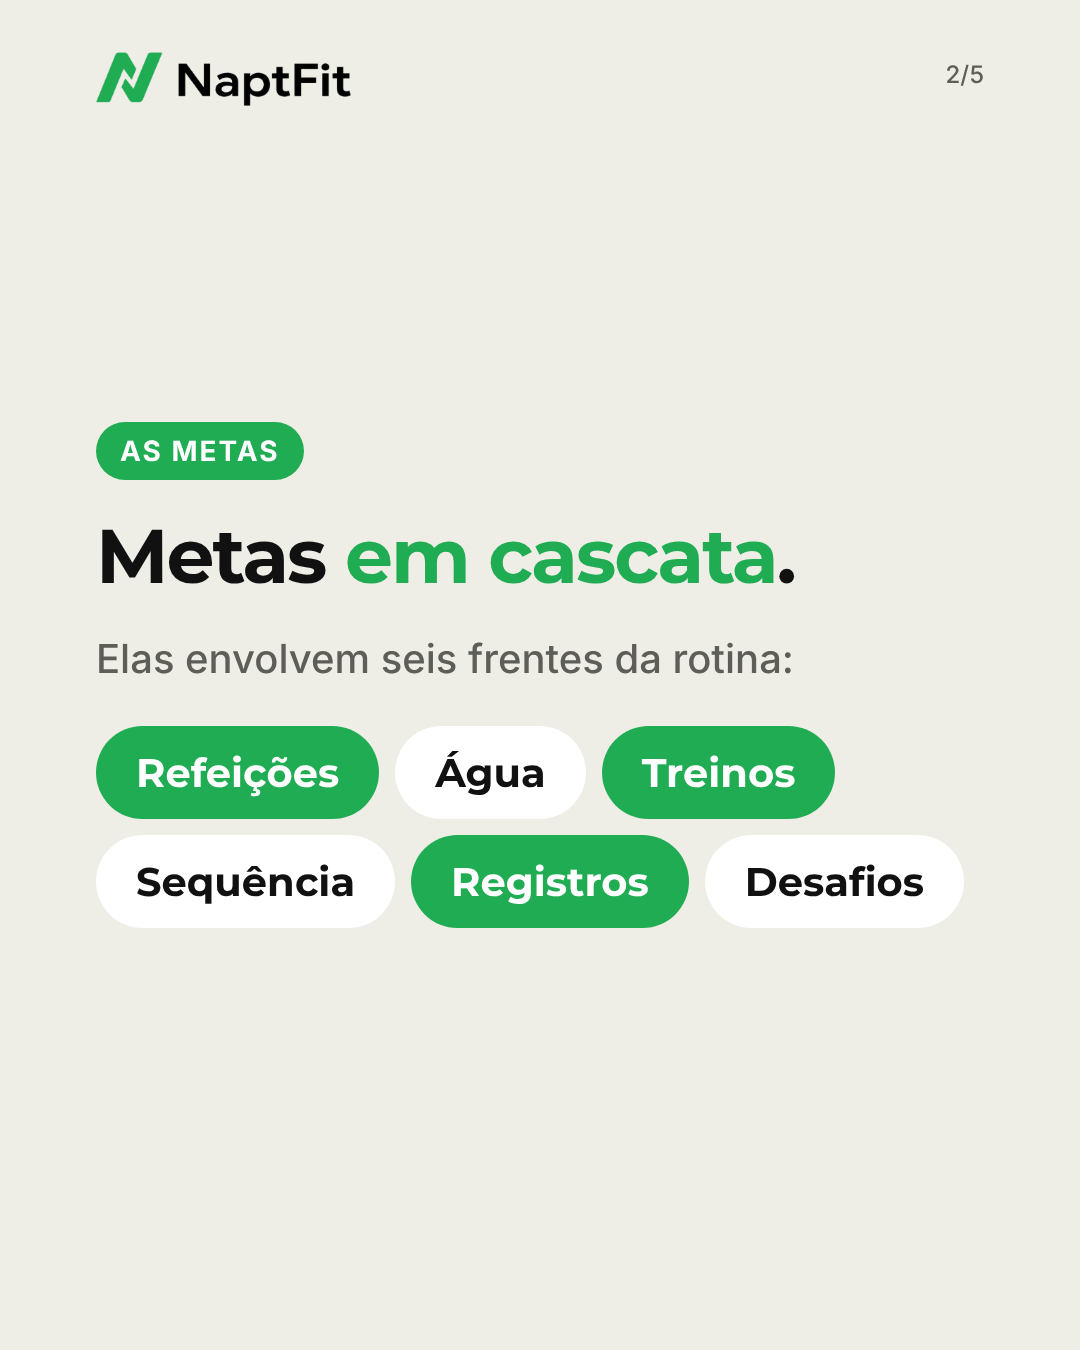 NaptFit
2/5
AS METAS
Metas em cascata.
Elas envolvem seis frentes da rotina:
Refeições Água Treinos
Sequência Registros Desafios